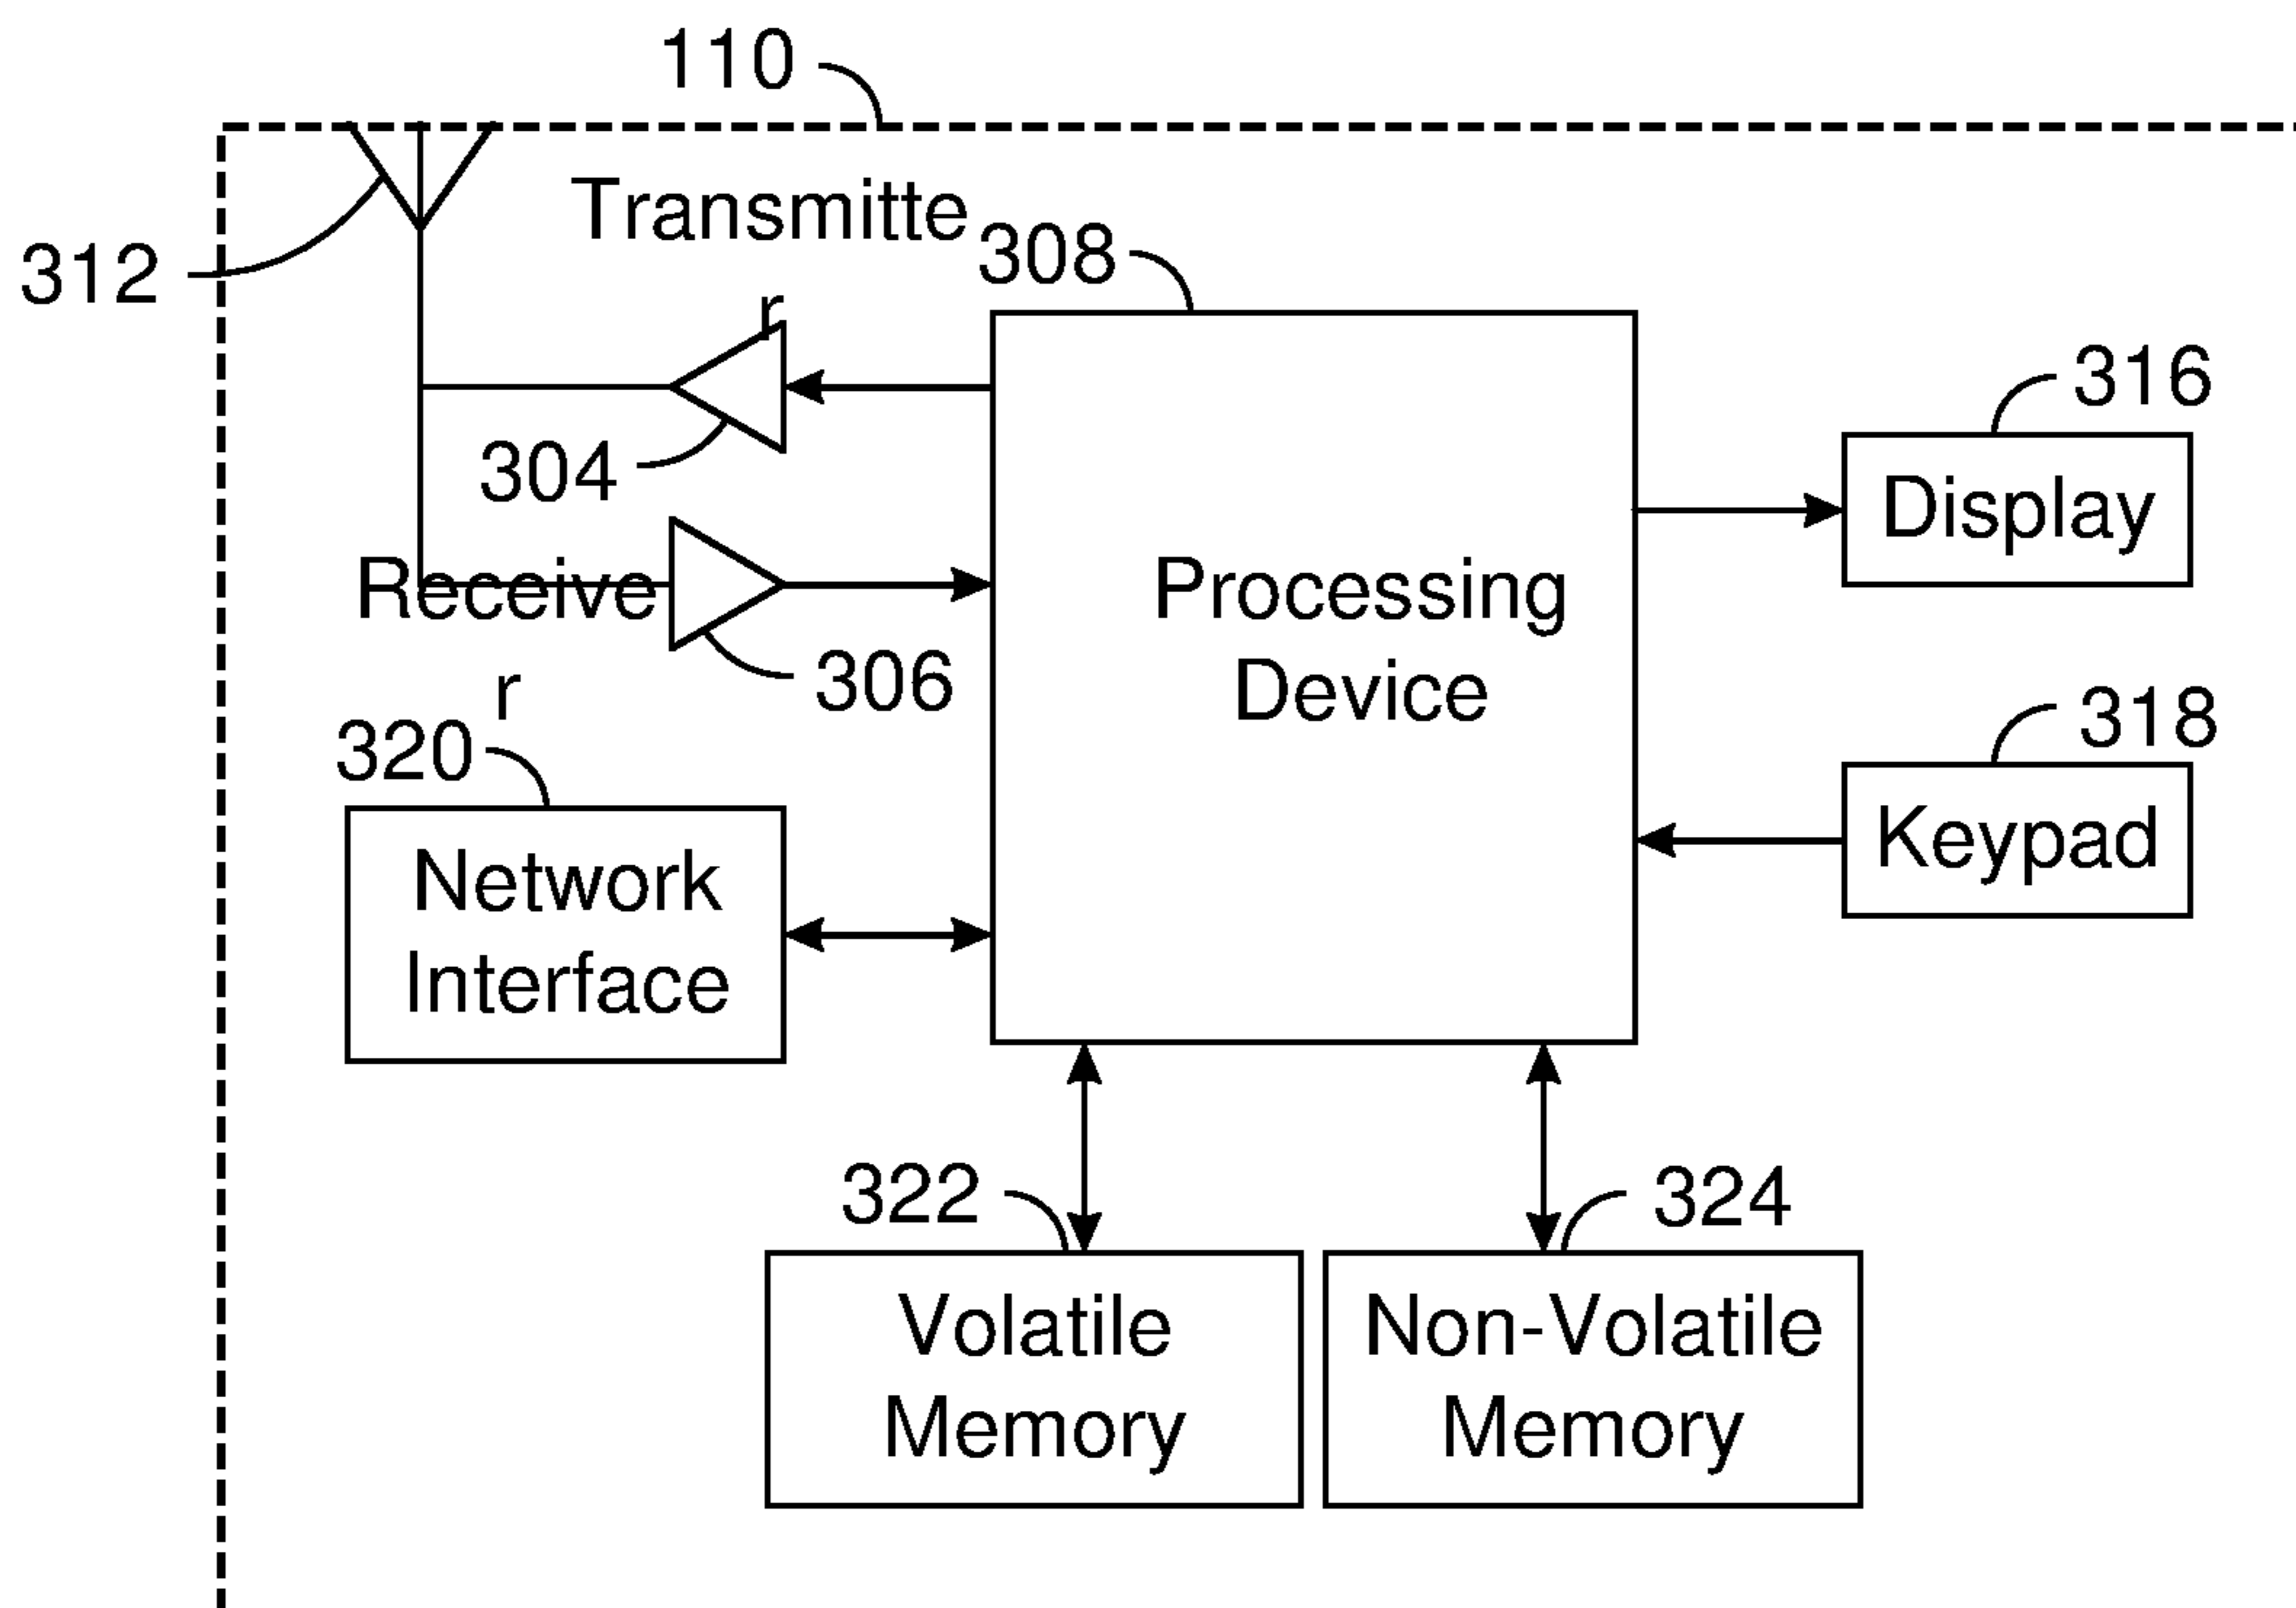 110
Transmitte
r
312
308
304
316
Display
Receive
r
306
Processing
Device
318
Keypad
320
Network
Interface
322
324
Volatile
Memory
Non-Volatile
Memory